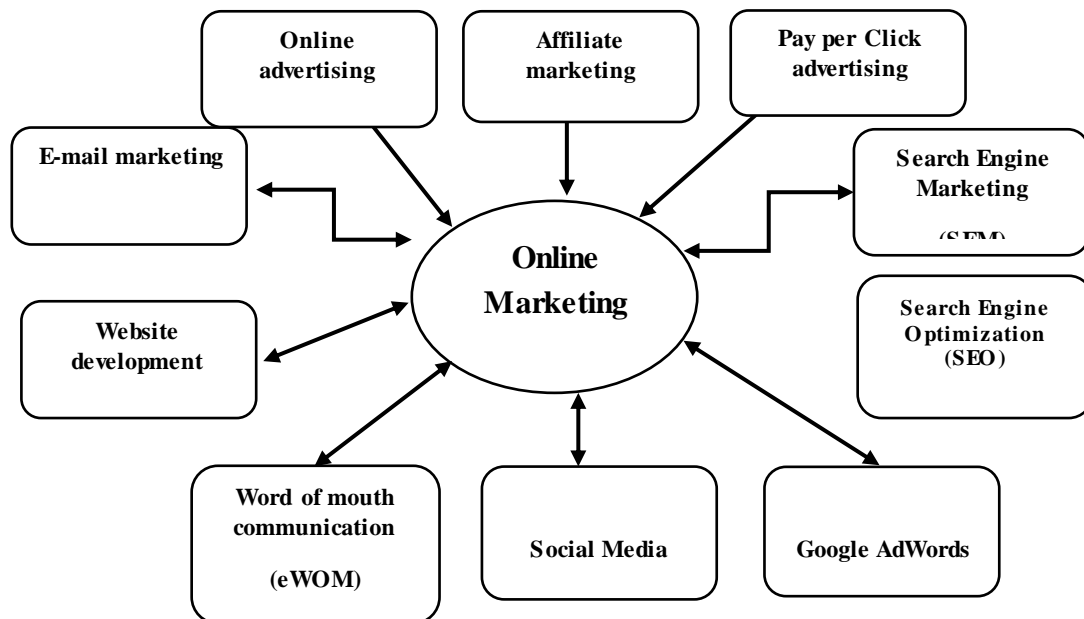 Online
advertising
Affiliate
marketing
Pay per Click
advertising
E-mail marketing
Search Engine
Marketing
(SEM)
Online
Marketing
Website
development
Search Engine
Optimization
(SEO)
Word of mouth
communication
(eWOM)
Social Media
Google AdWords